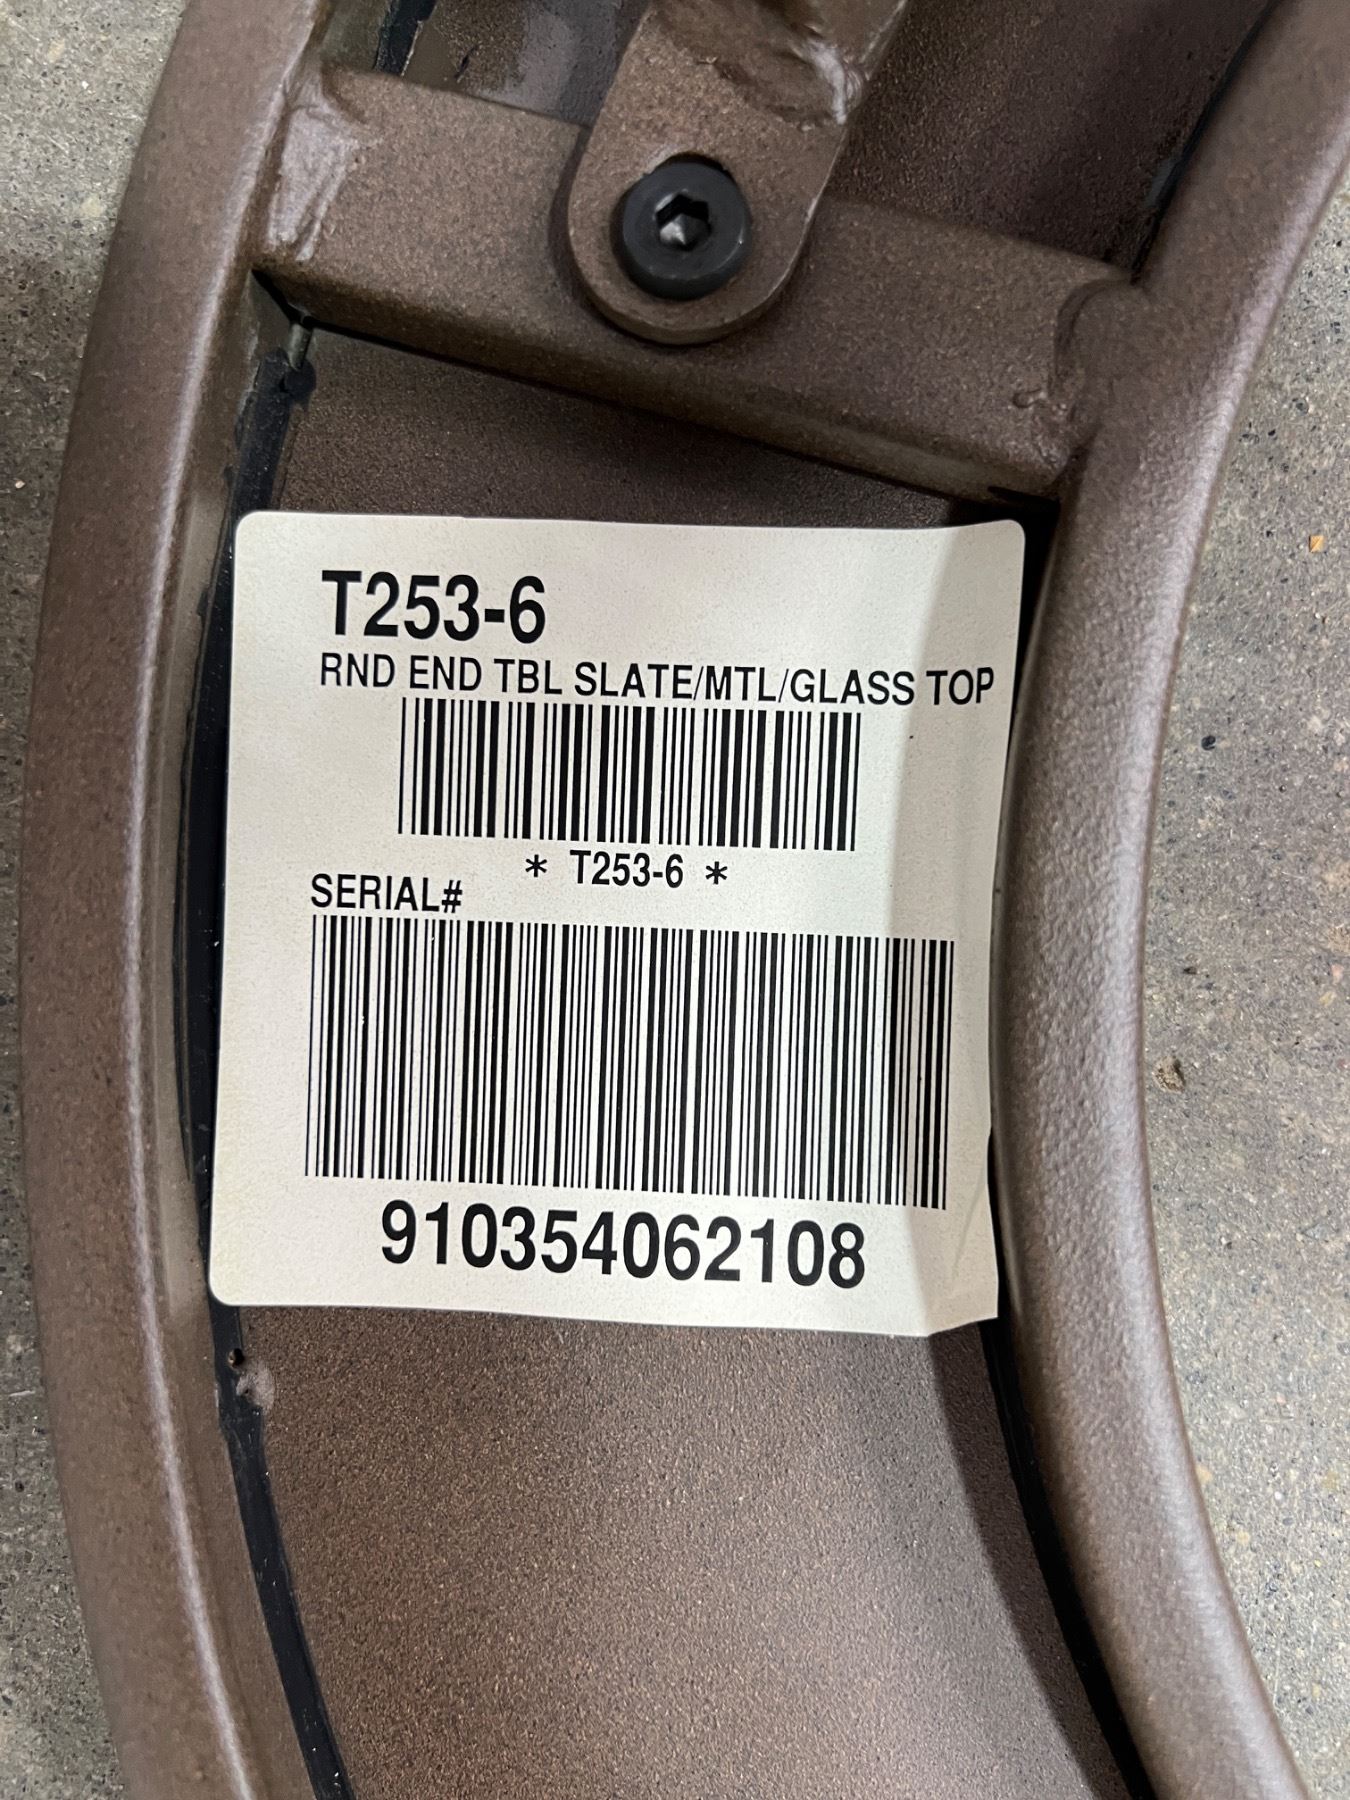 T253-6
RND END TBL SLATE/MTL/GLASS TOP
* T253-6 *
SERIAL#
910354062108